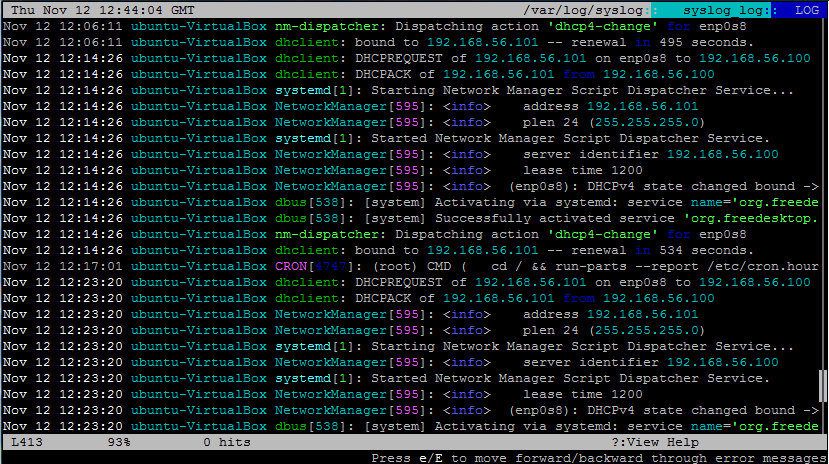 Thu Nov 12 12:44:04 GMT /var/log/syslog: syslog_log: LOG
Nov 12 12:06:11 ubuntu-VirtualBox nm-dispatcher: Dispatching action 'dhcp4-change' for enp0s8
Nov 12 12:06:11 ubuntu-VirtualBox dhclient: bound to 192.168.56.101 -- renewal in 495 seconds.
Nov 12 12:14:26 ubuntu-VirtualBox dhclient: DHCPREQUEST of 192.168.56.101 on enp0s8 to 192.168.56.100
Nov 12 12:14:26 ubuntu-VirtualBox dhclient: DHCPACK of 192.168.56.101 from 192.168.56.100
Nov 12 12:14:26 ubuntu-VirtualBox systemd[1]: Starting Network Manager Script Dispatcher Service...
Nov 12 12:14:26 ubuntu-VirtualBox NetworkManager[595]: <info> address 192.168.56.101
Nov 12 12:14:26 ubuntu-VirtualBox NetworkManager[595]: <info> plen 24 (255.255.255.0)
Nov 12 12:14:26 ubuntu-VirtualBox systemd[1]: Started Network Manager Script Dispatcher Service.
Nov 12 12:14:26 ubuntu-VirtualBox NetworkManager[595]: <info> server identifier 192.168.56.100
Nov 12 12:14:26 ubuntu-VirtualBox NetworkManager[595]: <info> lease time 1200
Nov 12 12:14:26 ubuntu-VirtualBox NetworkManager[595]: <info> (enp0s8): DHCPv4 state changed bound ->
Nov 12 12:14:26 ubuntu-VirtualBox dbus[538]: [system] Activating via systemd: service name='org.freede
Nov 12 12:14:26 ubuntu-VirtualBox dbus[538]: [system] Successfully activated service 'org.freedesktop.
Nov 12 12:14:26 ubuntu-VirtualBox nm-dispatcher: Dispatching action 'dhcp4-change' for enp0s8
Nov 12 12:14:26 ubuntu-VirtualBox dhclient: bound to 192.168.56.101 -- renewal in 534 seconds.
Nov 12 12:17:01 ubuntu-VirtualBox CRON[4747]: (root) CMD ( cd / && run-parts --report /etc/cron.hour
Nov 12 12:23:20 ubuntu-VirtualBox dhclient: DHCPREQUEST of 192.168.56.101 on enp0s8 to 192.168.56.100
Nov 12 12:23:20 ubuntu-VirtualBox dhclient: DHCPACK of 192.168.56.101 from 192.168.56.100
Nov 12 12:23:20 ubuntu-VirtualBox NetworkManager[595]: <info> address 192.168.56.101
Nov 12 12:23:20 ubuntu-VirtualBox NetworkManager[595]: <info> plen 24 (255.255.255.0)
Nov 12 12:23:20 ubuntu-VirtualBox systemd[1]: Starting Network Manager Script Dispatcher Service...
Nov 12 12:23:20 ubuntu-VirtualBox NetworkManager[595]: <info> server identifier 192.168.56.100
Nov 12 12:23:20 ubuntu-VirtualBox systemd[1]: Started Network Manager Script Dispatcher Service.
Nov 12 12:23:20 ubuntu-VirtualBox NetworkManager[595]: <info> lease time 1200
Nov 12 12:23:20 ubuntu-VirtualBox NetworkManager[595]: <info> (enp0s8): DHCPv4 state changed bound ->
Nov 12 12:23:20 ubuntu-VirtualBox dbus[538]: [system] Activating via systemd: service name='org.freede
L413 93% 0 hits ?:View Help
Press e/E to move forward/backward through error messages